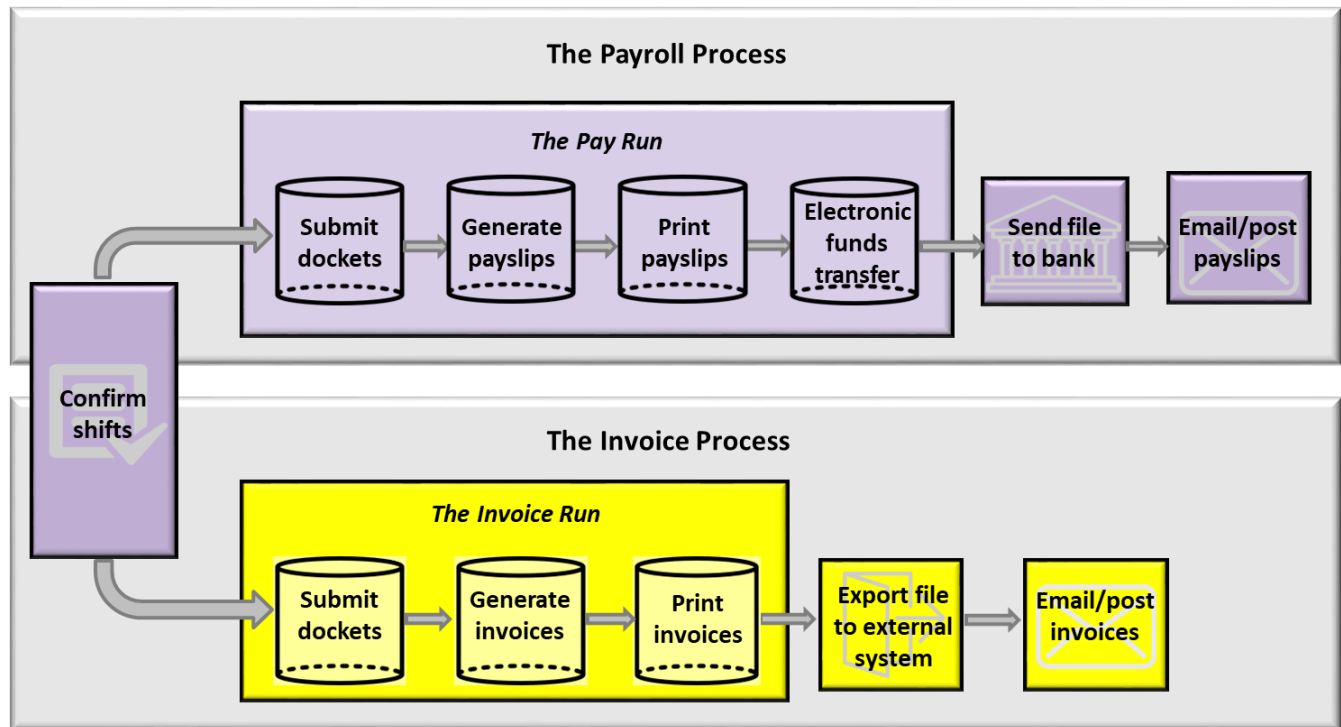 The Payroll Process
The Pay Run
Submit
dockets
Generate
payslips
Print
payslips
Electronic
funds
transfer
Send file
to bank
Email/post
payslips
Confirm
shifts
The Invoice Process
The Invoice Run
Submit
dockets
Generate
invoices
Print
invoices
Export file
to external
system
Email/post
invoices